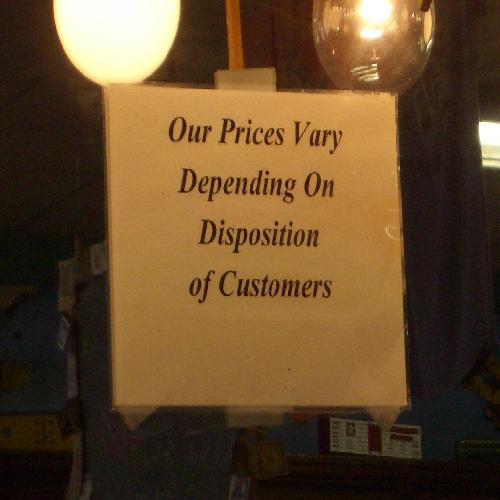 Our Prices Vary
Depending On
Disposition
of Customers